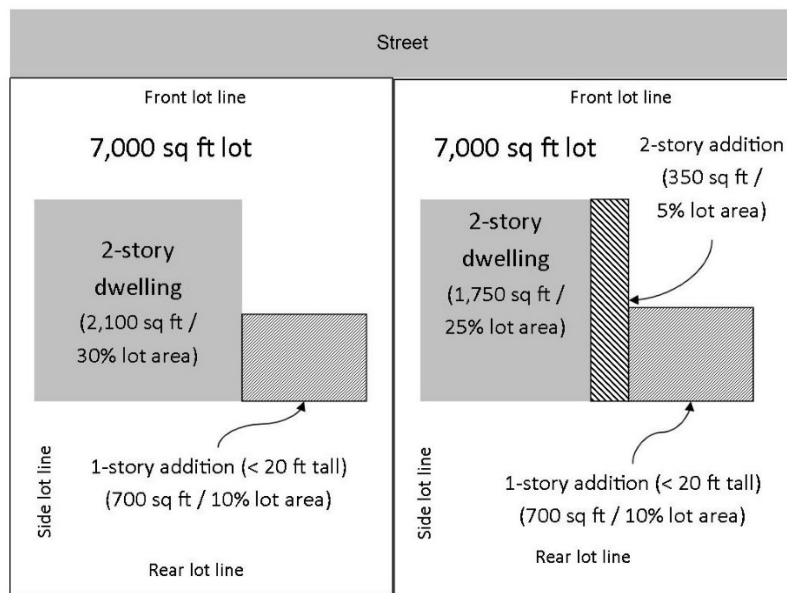 Street
Front lot line
7,000 sq ft lot
2-story
dwelling
(2,100 sq ft /
30% lot area)
1-story addition (< 20 ft tall)
(700 sq ft / 10% lot area)
Side lot line
Rear lot line
Front lot line
7,000 sq ft lot
2-story addition
(350 sq ft /
5% lot area)
2-story
dwelling
(1,750 sq ft /
25% lot area)
1-story addition (< 20 ft tall)
(700 sq ft / 10% lot area)
Side lot line
Rear lot line